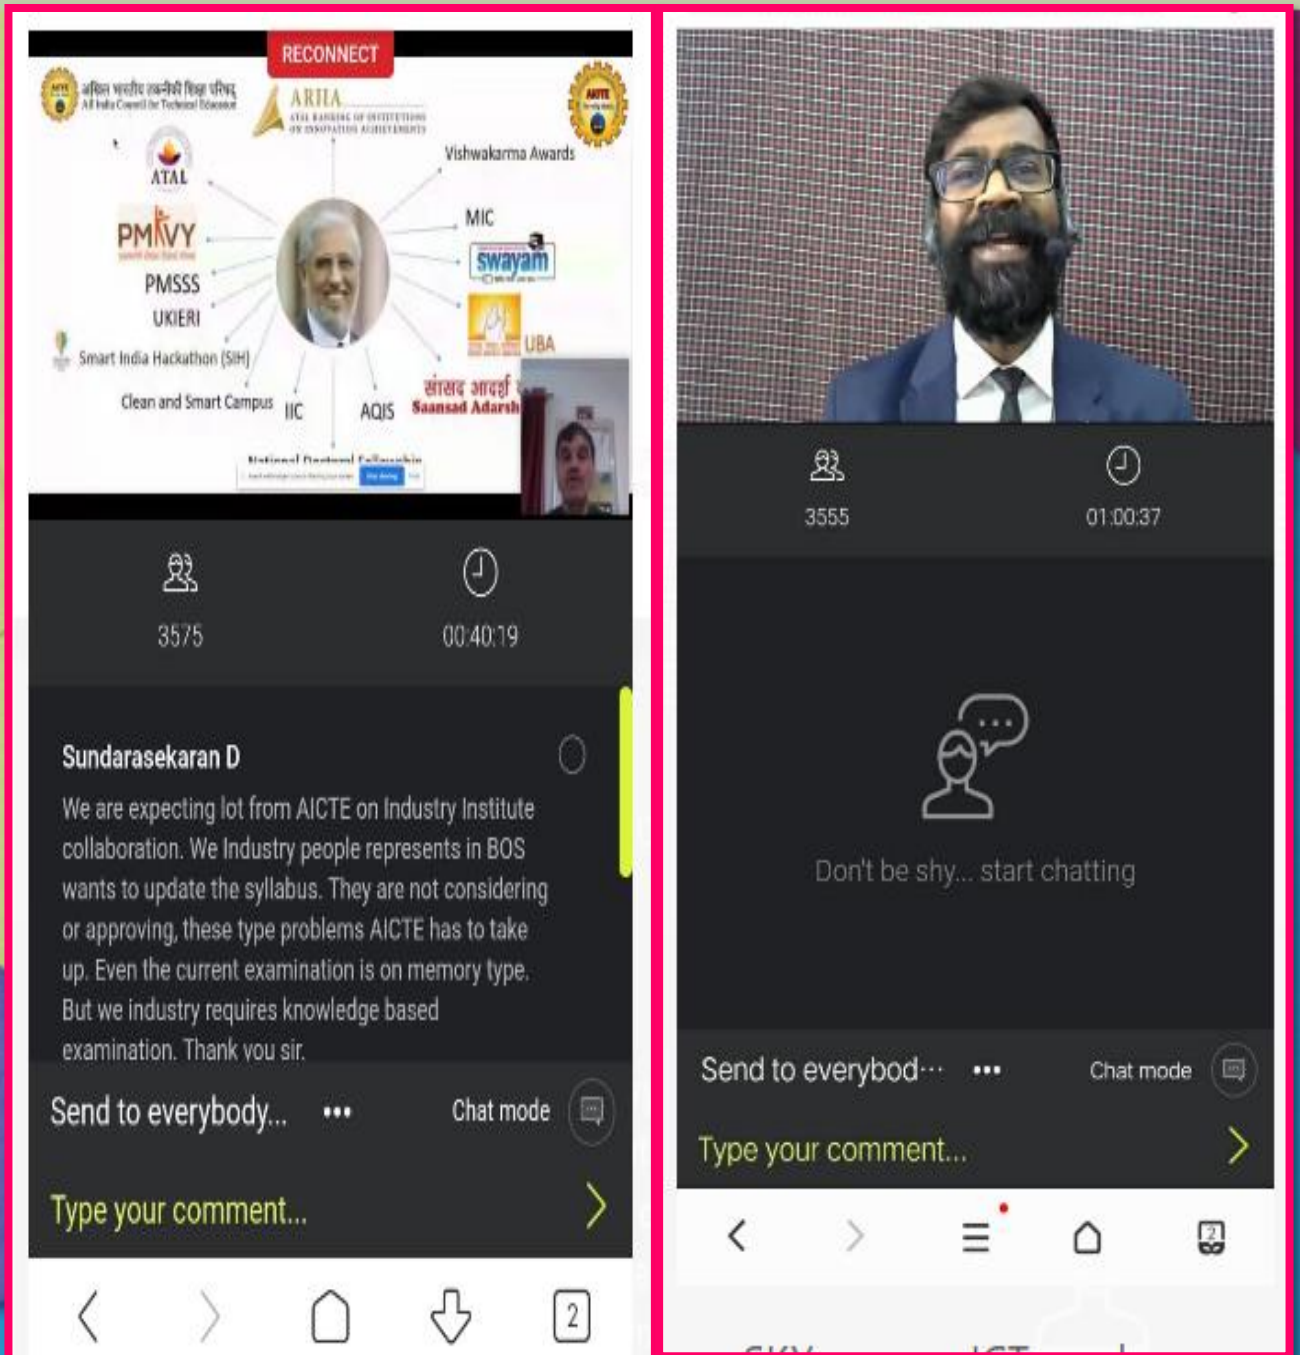 RECONNECT
अखिल भारतीय तकनीकी शिक्षा परिषद्
All India Council for Technical Education
ARIIA
ATAL RANKING OF INSTITUTIONS
ON INNOVATION ACHIEVEMENTS
AICTE
Vishwakarma Awards
ATAL
MIC
PMKVY
swayam
PMSSS
UKIERI
UBA
Smart India Hackathon (SIH)
सांसद आदर्श
Saansad Adarsh
Clean and Smart Campus
IIC
AQIS
National Doctoral Fellowship
Stop sharing
3575
00:40:19
Sundarasekaran D
We are expecting lot from AICTE on Industry Institute
collaboration. We Industry people represents in BOS
wants to update the syllabus. They are not considering
or approving, these type problems AICTE has to take
up. Even the current examination is on memory type.
But we industry requires knowledge based
examination. Thank you sir.
Send to everybody...
Chat mode
Type your comment...
2
3555
01:00:37
Don't be shy... start chatting
Send to everybod...
Chat mode
Type your comment...
2